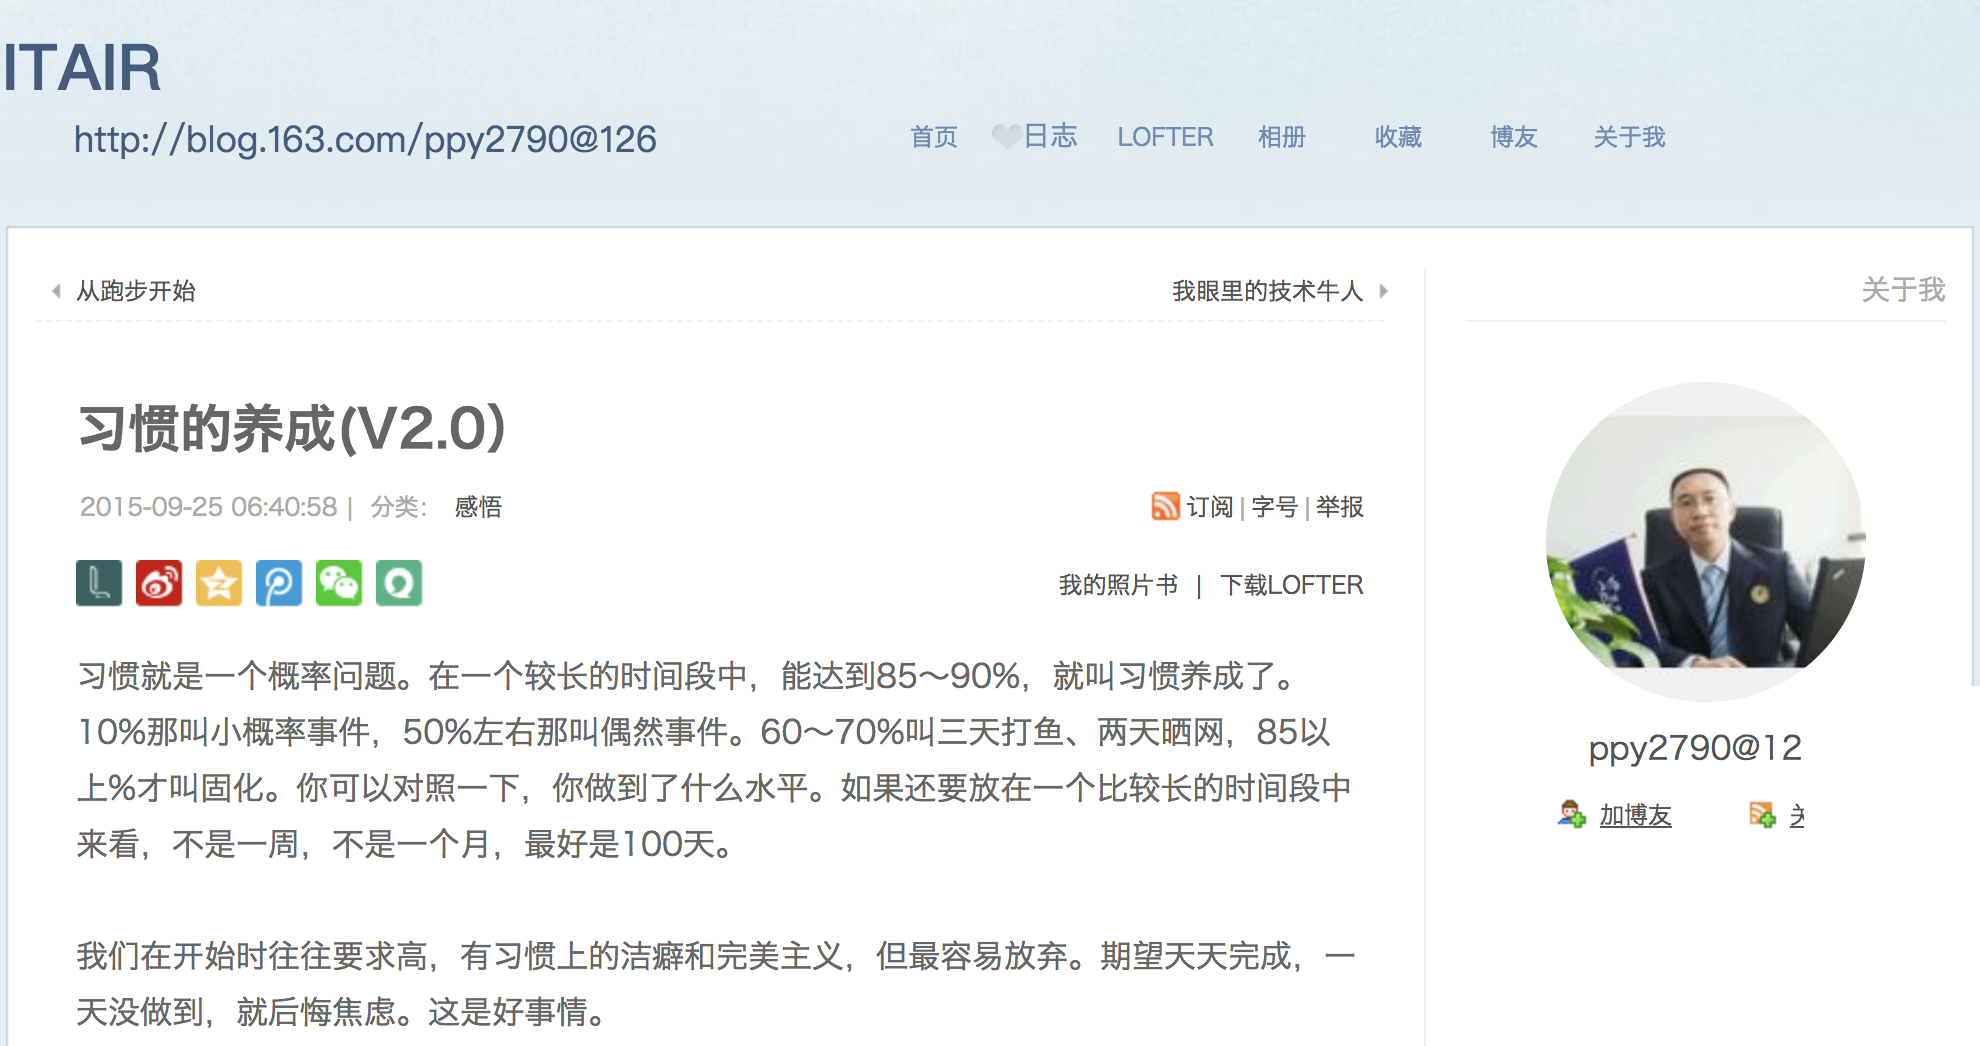 ITAIR
http://blog.163.com/ppy2790@126
首页 日志 LOFTER 相册 收藏 博友 关于我
从跑步开始 我眼里的技术牛人
关于我
习惯的养成(V2.0）
2015-09-25 06:40:58 | 分类： 感悟
订阅 | 字号 | 举报
我的照片书 | 下载LOFTER
习惯就是一个概率问题。在一个较长的时间段中，能达到85～90%，就叫习惯养成了。
10%那叫小概率事件，50%左右那叫偶然事件。60～70%叫三天打鱼、两天晒网，85以
上%才叫固化。你可以对照一下，你做到了什么水平。如果还要放在一个比较长的时间段中
来看，不是一周，不是一个月，最好是100天。
我们在开始时往往要求高，有习惯上的洁癖和完美主义，但最容易放弃。期望天天完成，一
天没做到，就后悔焦虑。这是好事情。
ppy2790@12
加博友